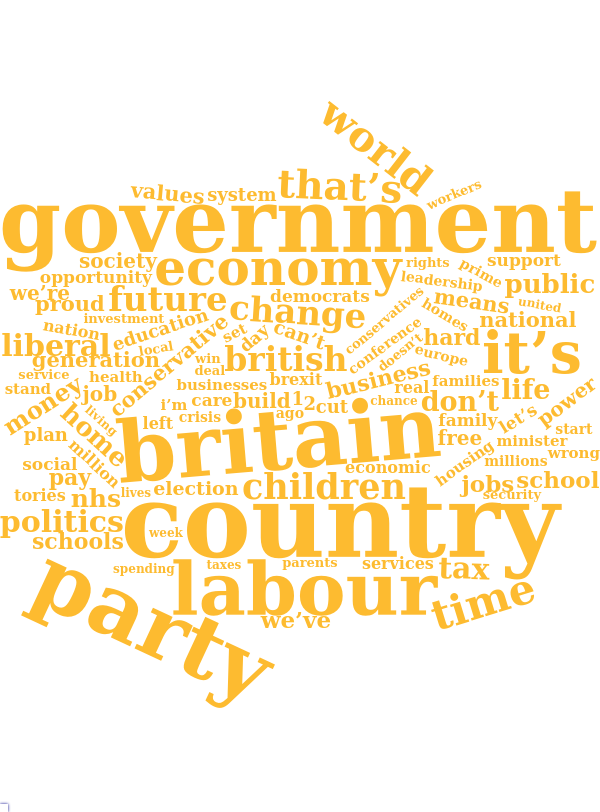 world
workers
values system that’s
government
society economy rights prime support
opportunity leadership public
we’re proud future change democrats conservatives means united
investment homes national
nation education set day can’t conference hard it’s
liberal local conservative doesn’t
generation win british europe
service health deal
stand businesses brexit business real families life
money job i’m care build 1 2 cut chance don’t power
living left crisis ago family let’s start
plan home britain free minister wrong
social million economic housing millions
pay lives election children jobs school
tories nhs security
politics country
schools week
spending taxes parents services tax
party labour time
we’ve